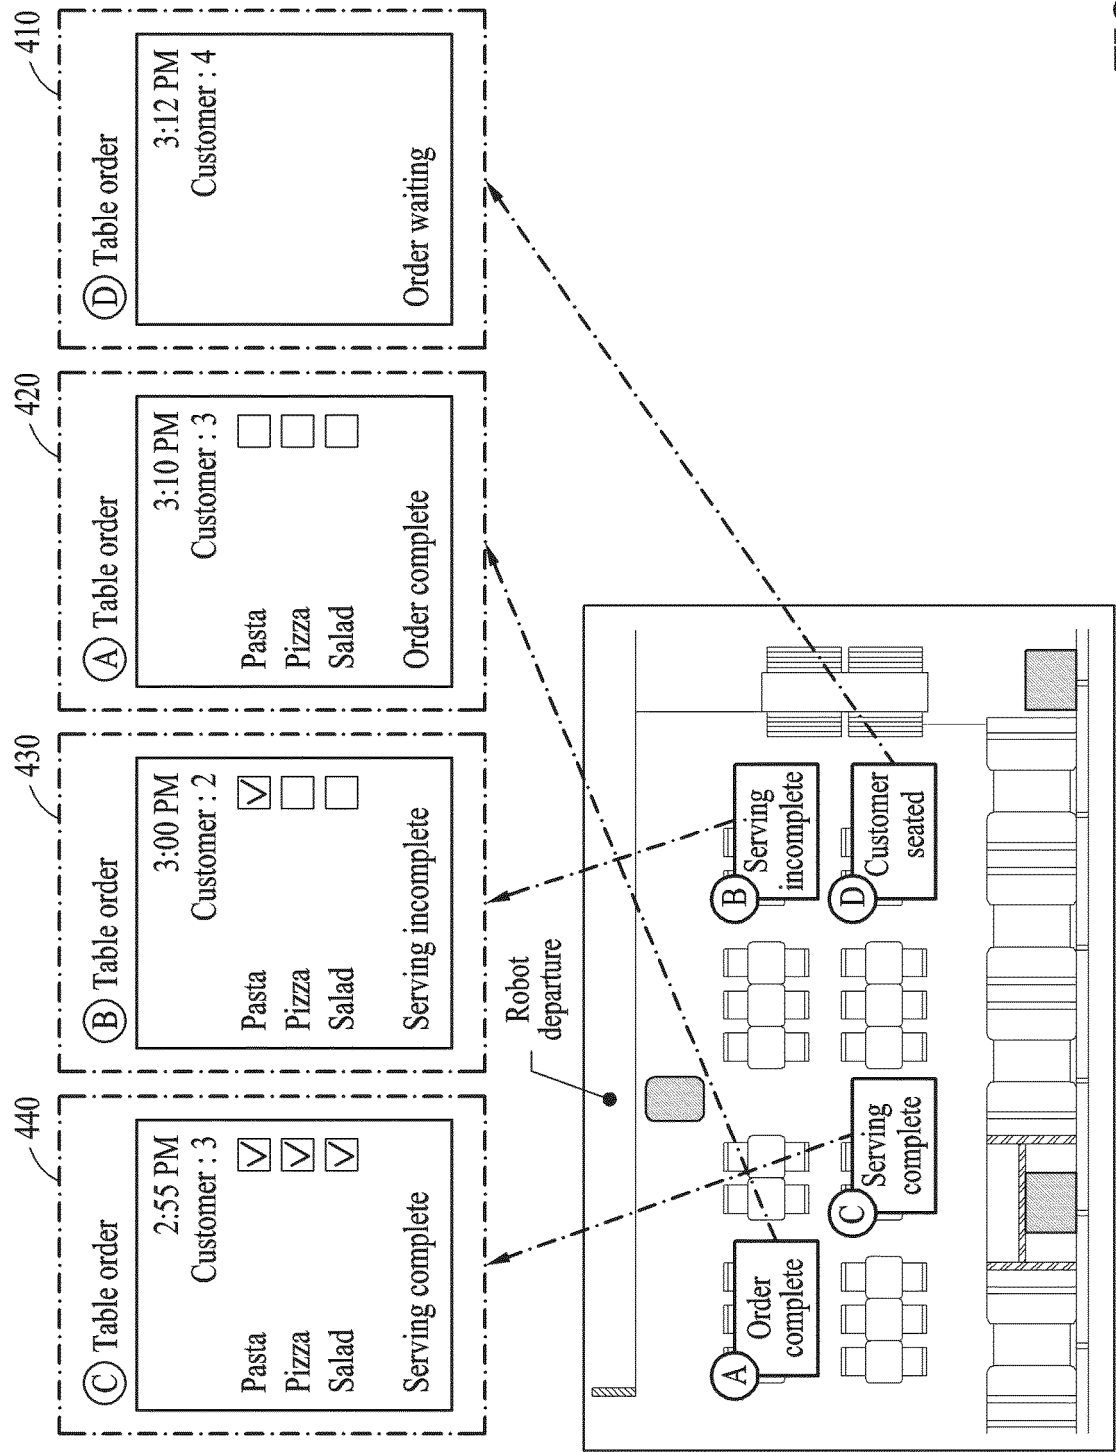 440
Ⓒ Table order
2:55 PM
Customer : 3
Pasta
Pizza
Salad
Serving complete
430
Ⓑ Table order
3:00 PM
Customer : 2
Pasta
Pizza
Salad
Serving incomplete
420
Ⓐ Table order
3:10 PM
Customer : 3
Pasta
Pizza
Salad
Order complete
410
Ⓓ Table order
3:12 PM
Customer : 4
Order waiting
Robot
departure
A
Order
complete
B
Serving
incomplete
C
Serving
complete
D
Customer
seated